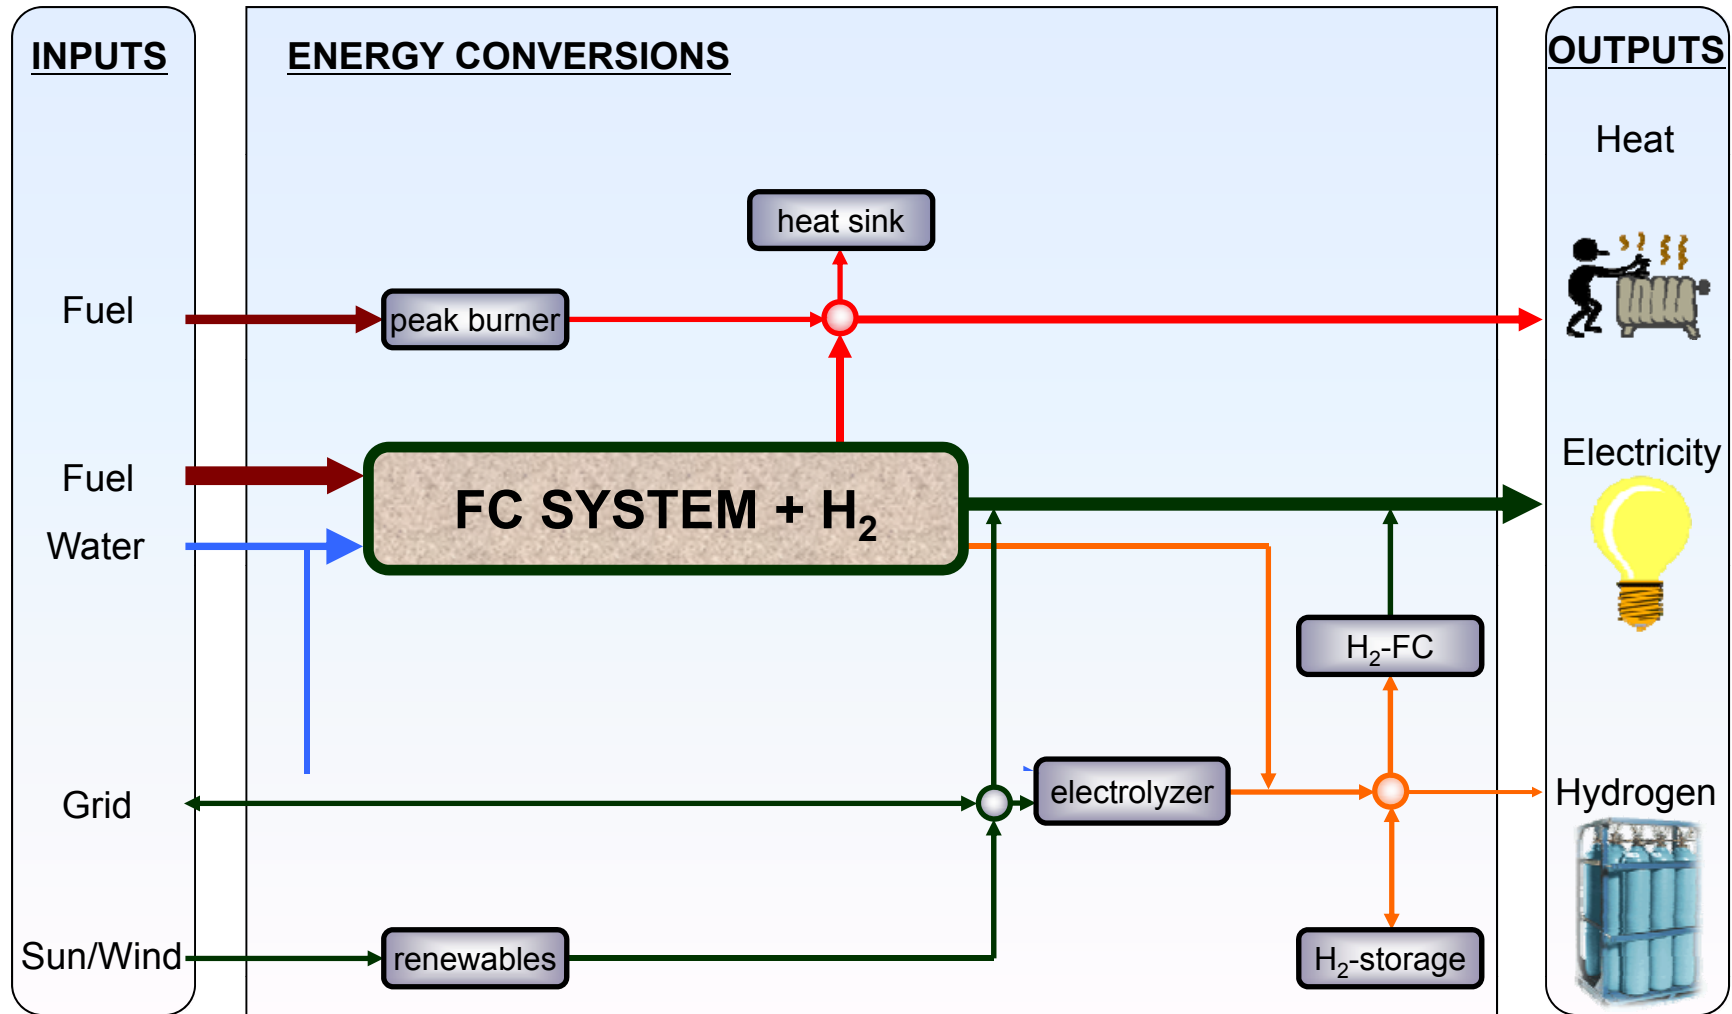 INPUTS
ENERGY CONVERSIONS
OUTPUTS
Heat
heat sink
Fuel
peak burner
Fuel
Water
FC SYSTEM + H₂
Electricity
H₂-FC
Grid
electrolyzer
Hydrogen
Sun/Wind
renewables
H₂-storage